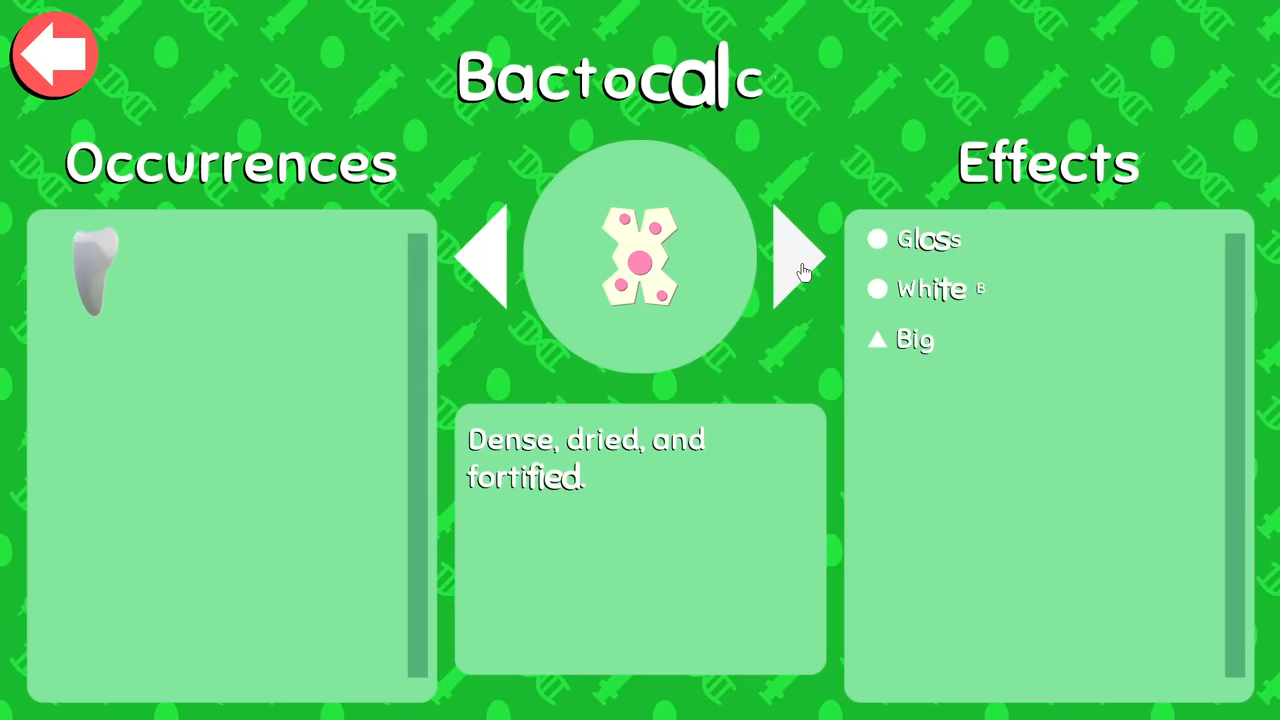 Bactocalc
Occurrences
Effects
Gloss
White B
Big
Dense, dried, and
fortified.